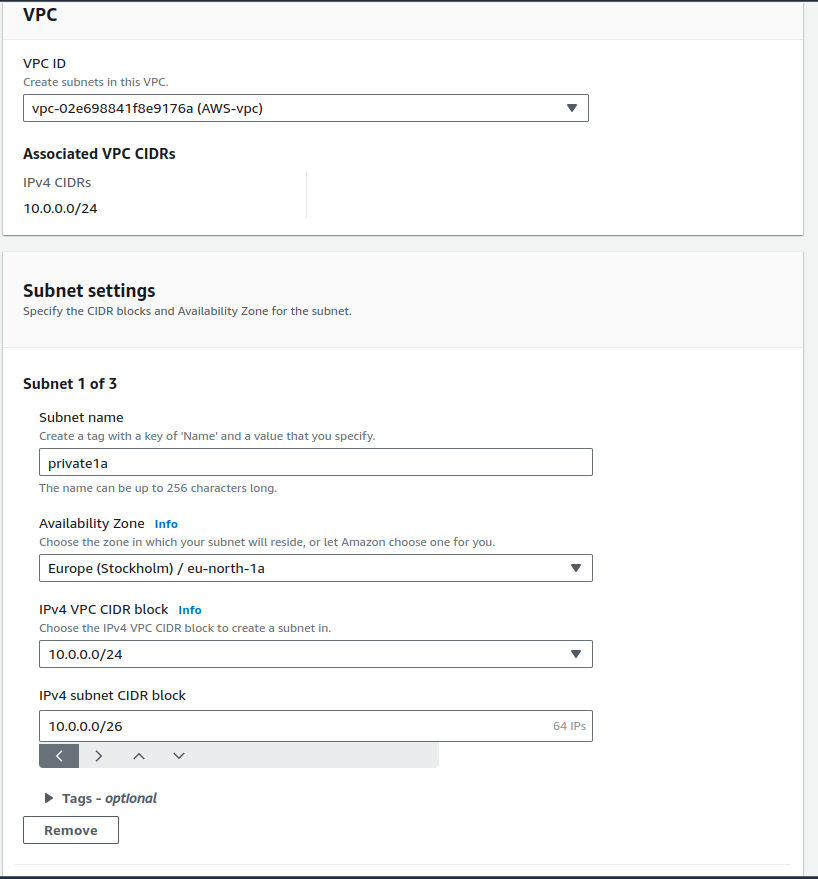 VPC
VPC ID
Create subnets in this VPC.
vpc-02e698841f8e9176a (AWS-vpc)
Associated VPC CIDRs
IPv4 CIDRs
10.0.0.0/24
Subnet settings
Specify the CIDR blocks and Availability Zone for the subnet.
Subnet 1 of 3
Subnet name
Create a tag with a key of 'Name' and a value that you specify.
private1a
The name can be up to 256 characters long.
Availability Zone Info
Choose the zone in which your subnet will reside, or let Amazon choose one for you.
Europe (Stockholm) / eu-north-1a
IPv4 VPC CIDR block Info
Choose the IPv4 VPC CIDR block to create a subnet in.
10.0.0.0/24
IPv4 subnet CIDR block
10.0.0.0/26 64 IPs
Tags - optional
Remove